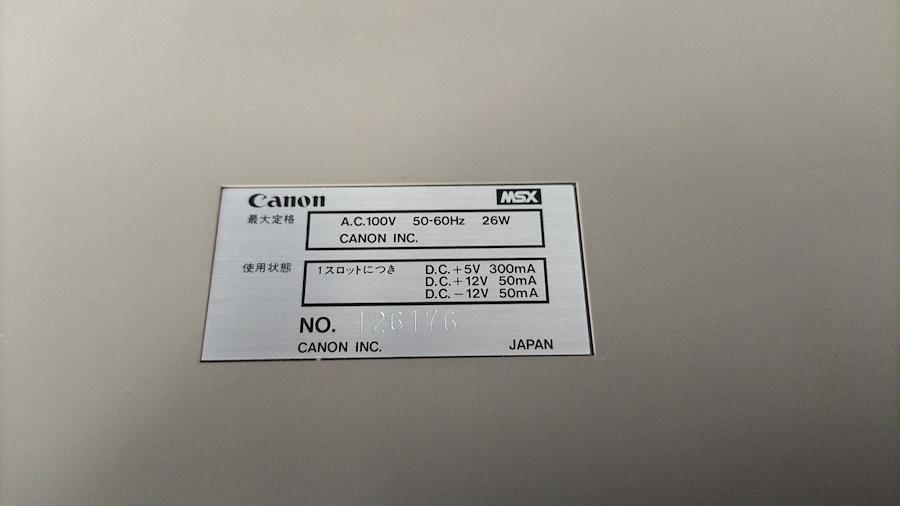 Canon MSX
最大定格 A.C.100V 50-60Hz 26W
CANON INC.
使用状態 1スロットにつき D.C.+5V 300mA
D.C.+12V 50mA
D.C.-12V 50mA
NO. 126176
CANON INC. JAPAN